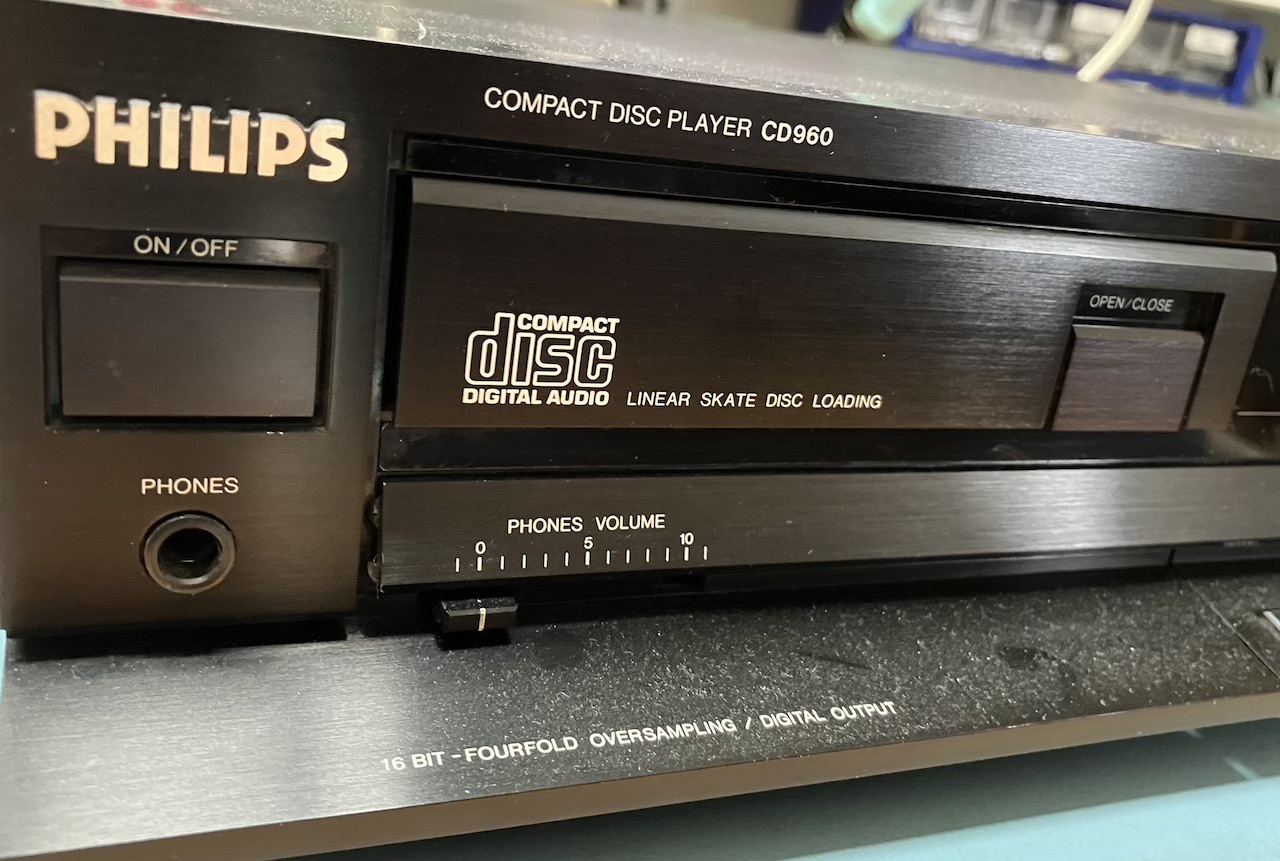 PHILIPS
COMPACT DISC PLAYER CD960
ON / OFF
OPEN/CLOSE
COMPACT
disc
DIGITAL AUDIO
LINEAR SKATE DISC LOADING
PHONES
PHONES VOLUME
0 5 10
16 BIT - FOURFOLD OVERSAMPLING / DIGITAL OUTPUT